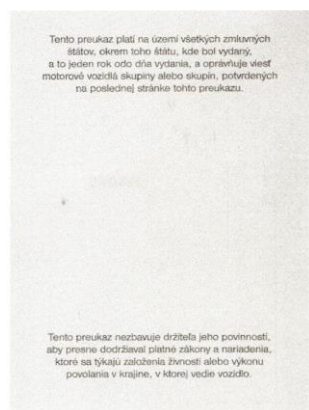 Tento preukaz platí na území všetkých zmluvných
štátov, okrem toho štátu, kde bol vydaný,
a to jeden rok odo dňa vydania, a oprávňuje viesť
motorové vozidlá skupiny alebo skupín, potvrdených
na poslednej stránke tohto preukazu.
Tento preukaz nezbavuje držiteľa jeho povinností,
aby presne dodržiaval platné zákony a nariadenia,
ktoré sa týkajú založenia živnosti alebo výkonu
povolania v krajine, v ktorej vedie vozidlo.